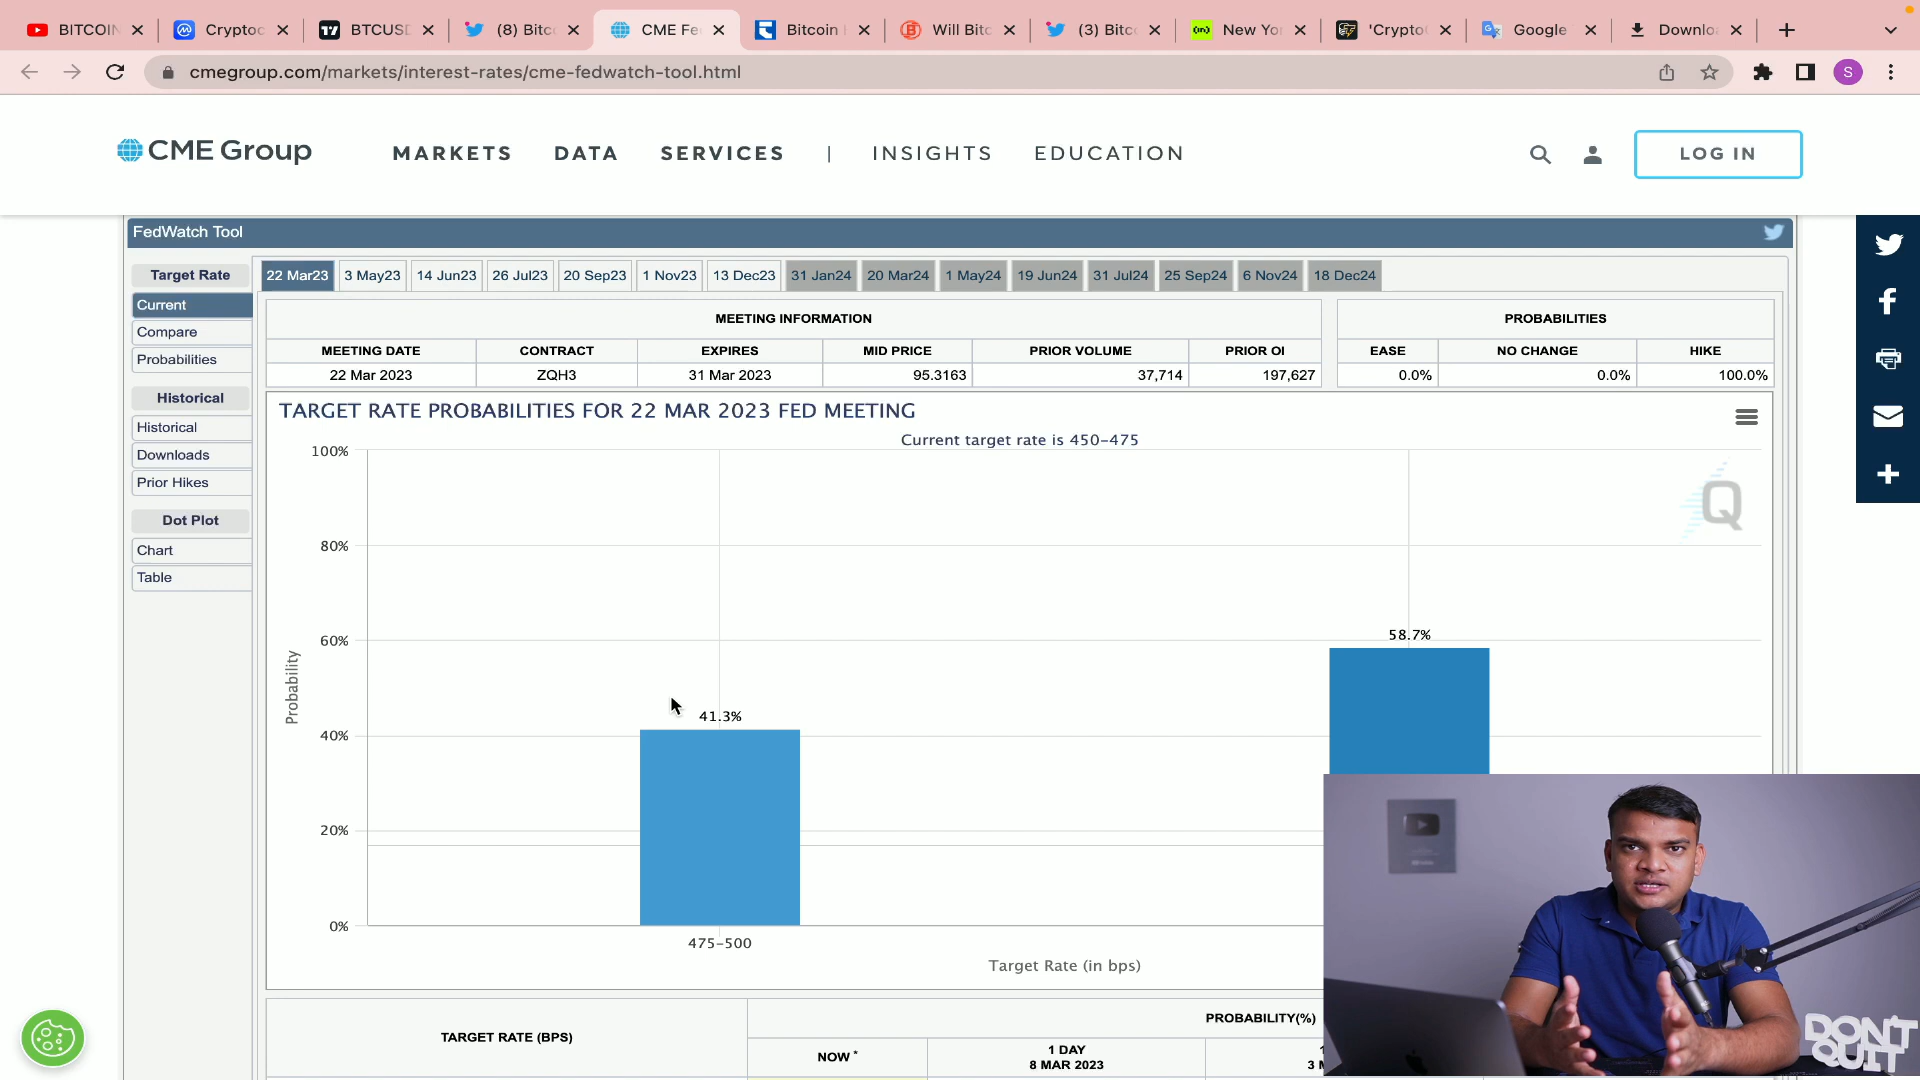 BITCOIN
Cryptoc
BTCUSD
(8) Bitco
CME Fe
Bitcoin
Will Bitc
(3) Bitco
New Yor
'Crypto
Google
Downlo
cmegroup.com/markets/interest-rates/cme-fedwatch-tool.html
S
CME Group
MARKETS DATA SERVICES | INSIGHTS EDUCATION
LOG IN
FedWatch Tool
Target Rate
Current
Compare
Probabilities
Historical
Historical
Downloads
Prior Hikes
Dot Plot
Chart
Table
22 Mar23 3 May23 14 Jun23 26 Jul23 20 Sep23 1 Nov23 13 Dec23 31 Jan24 20 Mar24 1 May24 19 Jun24 31 Jul24 25 Sep24 6 Nov24 18 Dec24
MEETING INFORMATION
MEETING DATE CONTRACT EXPIRES MID PRICE PRIOR VOLUME PRIOR OI
22 Mar 2023 ZQH3 31 Mar 2023 95.3163 37,714 197,627
PROBABILITIES
EASE NO CHANGE HIKE
0.0% 0.0% 100.0%
TARGET RATE PROBABILITIES FOR 22 MAR 2023 FED MEETING
Current target rate is 450–475
Q
100%
80%
60%
40%
20%
0%
Probability
58.7%
41.3%
475–500
Target Rate (in bps)
TARGET RATE (BPS)
PROBABILITY(%)
NOW *
1 DAY
8 MAR 2023
DON'T
QUIT